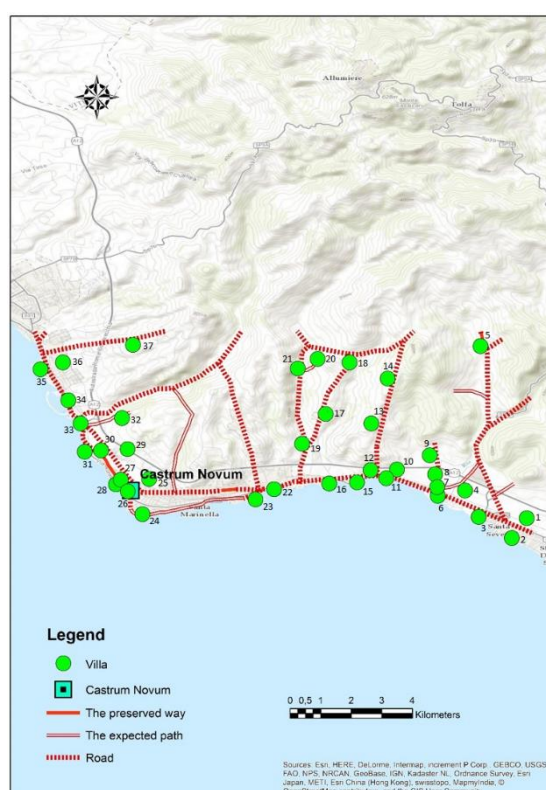 Allumiere
Tolfa
5
37
20
21
18
36
35
14
34
17
32
33
13
30
29
19
31
9
12
10
Castrum Novum
27
8
25
28
7
16
15
11
4
22
26
6
23
24
Marinella
3
1
2
Legend
Villa
Castrum Novum
The preserved way
The expected path
Road
0 0,5 1 2 3 4
Kilometers
Sources: Esri, HERE, DeLorme, Intermap, increment P Corp., GEBCO, USGS,
FAO, NPS, NRCAN, GeoBase, IGN, Kadaster NL, Ordnance Survey, Esri
Japan, METI, Esri China (Hong Kong), swisstopo, MapmyIndia, ©